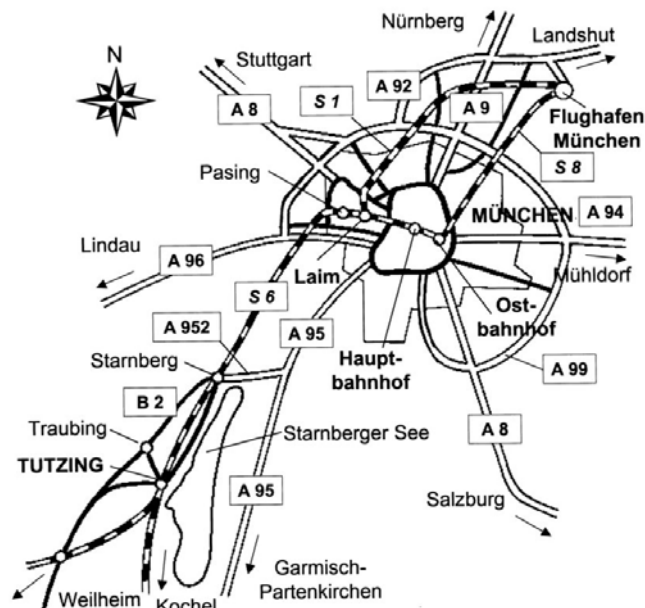 N
Nürnberg
Landshut
Stuttgart
A 92
A 8
S 1
A 9
Flughafen
München
Pasing
S 8
MÜNCHEN
A 94
Lindau
A 96
Laim
Mühldorf
S 6
Ost-
bahnhof
A 952
A 95
Haupt-
bahnhof
Starnberg
A 99
B 2
Traubing
Starnberger See
A 8
TUTZING
A 95
Salzburg
Garmisch-
Partenkirchen
Weilheim
Kochel